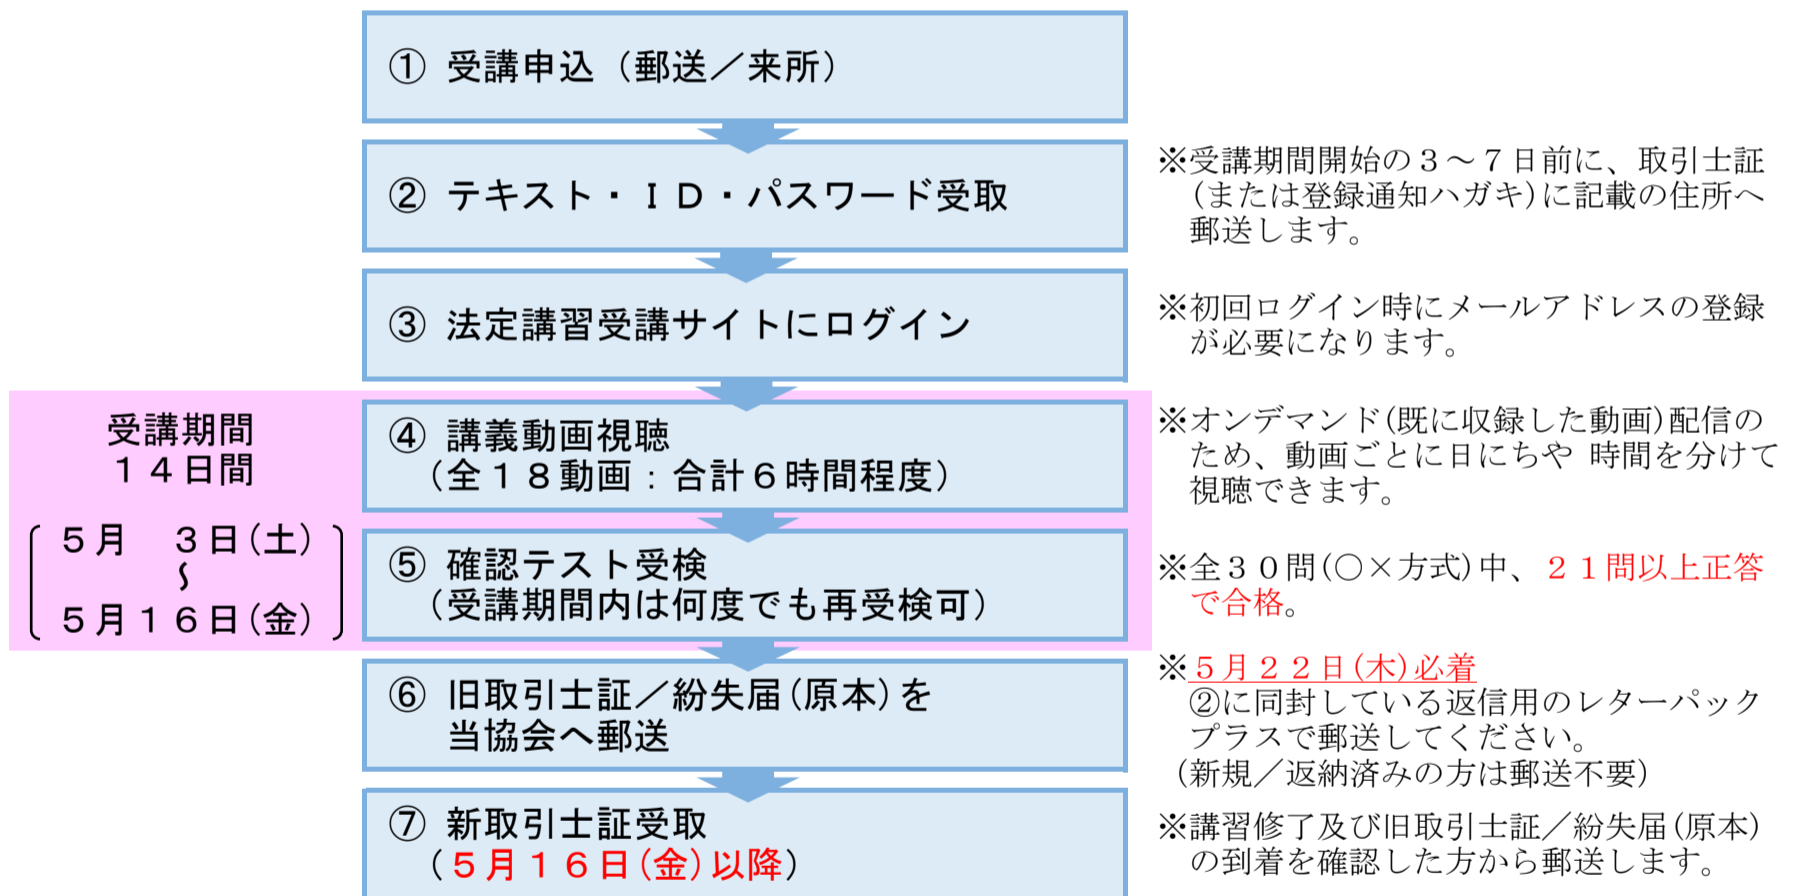 ① 受講申込（郵送／来所）
② テキスト・ＩＤ・パスワード受取
※受講期間開始の３～７日前に、取引士証
(または登録通知ハガキ)に記載の住所へ
郵送します。
③ 法定講習受講サイトにログイン
※初回ログイン時にメールアドレスの登録
が必要になります。
受講期間
１４日間
５月　３日(土)
～
５月１６日(金)
④ 講義動画視聴
（全１８動画：合計６時間程度）
※オンデマンド(既に収録した動画)配信の
ため、動画ごとに日にちや 時間を分けて
視聴できます。
⑤ 確認テスト受検
（受講期間内は何度でも再受検可）
※全３０問(○×方式)中、２１問以上正答
で合格。
⑥ 旧取引士証／紛失届(原本)を
当協会へ郵送
※５月２２日(木)必着
②に同封している返信用のレターパック
プラスで郵送してください。
（新規／返納済みの方は郵送不要）
⑦ 新取引士証受取
（５月１６日(金)以降）
※講習修了及び旧取引士証／紛失届(原本)
の到着を確認した方から郵送します。